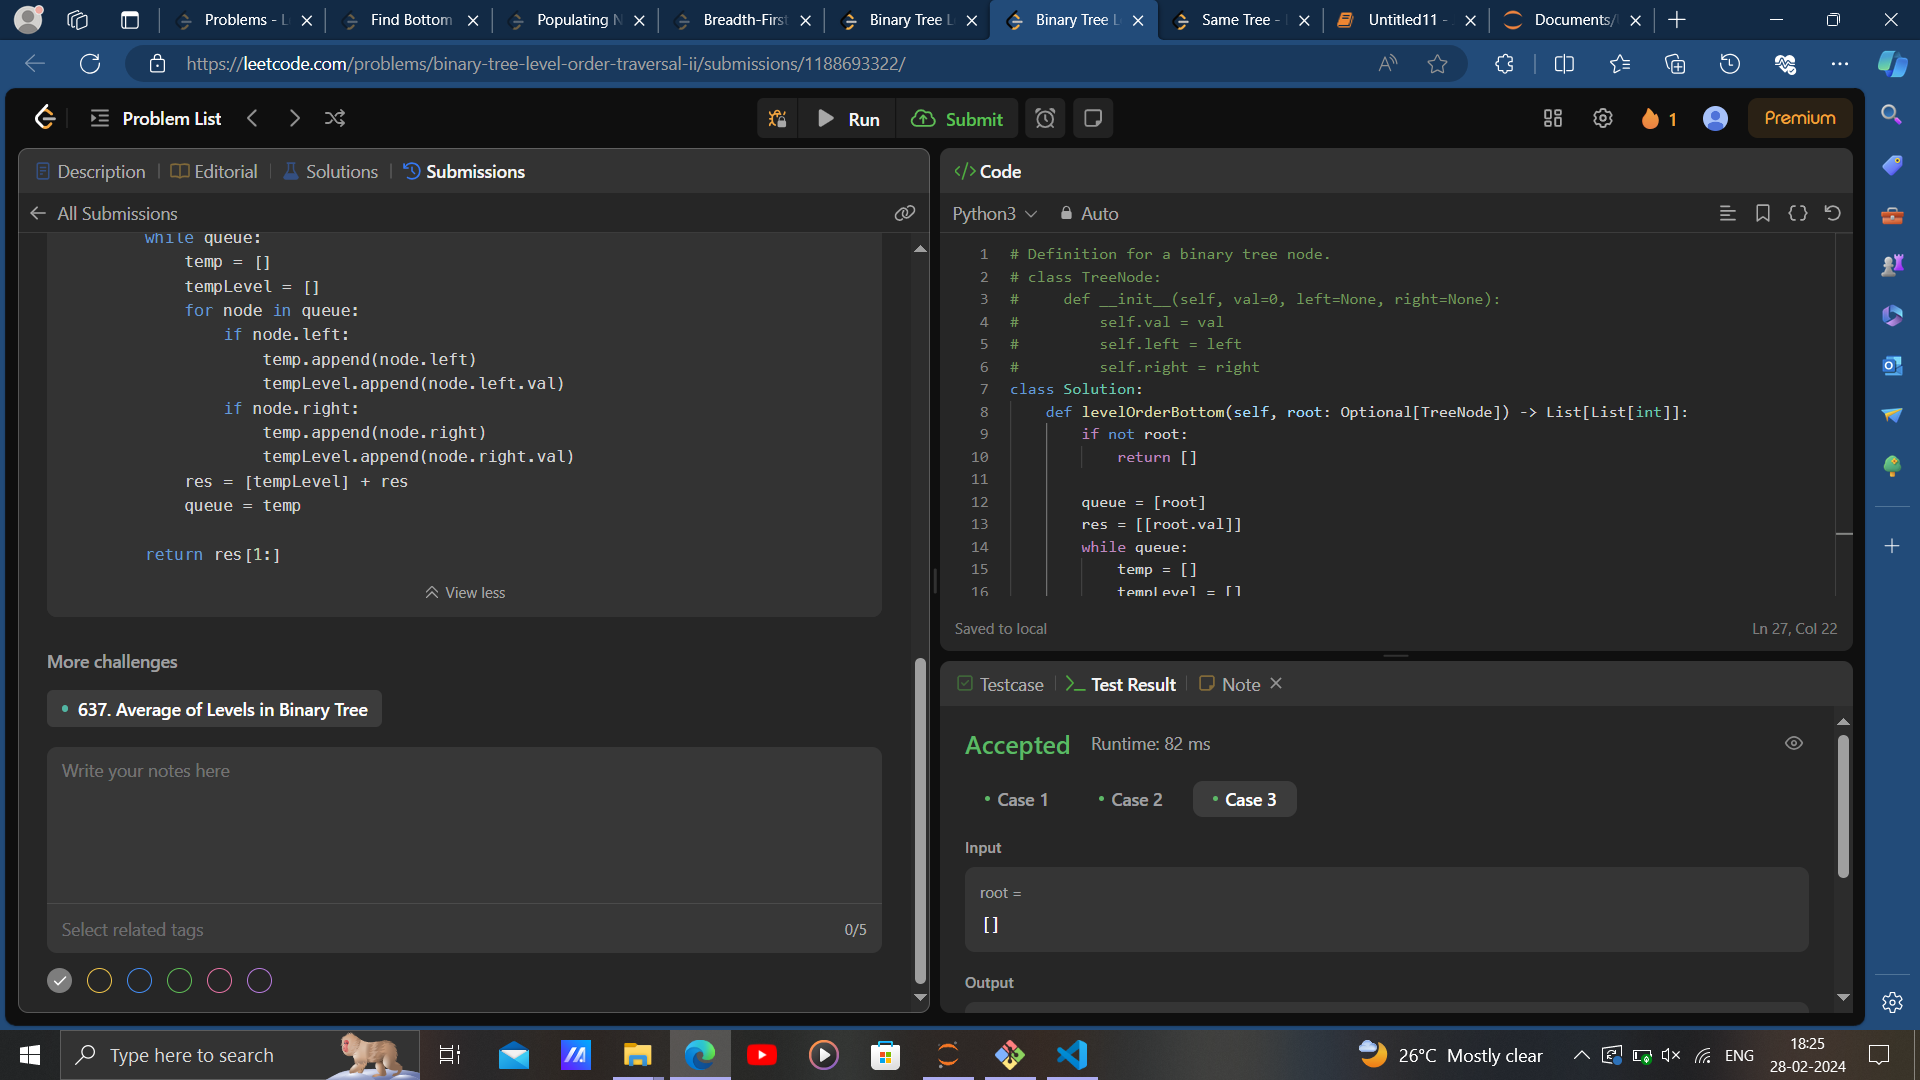 Problems - L
Find Bottom
Populating N
Breadth-First
Binary Tree L
Binary Tree L
Same Tree -
Untitled11 -
Documents/
https://leetcode.com/problems/binary-tree-level-order-traversal-ii/submissions/1188693322/
Problem List
Run
Submit
1
Premium
Description
Editorial
Solutions
Submissions
All Submissions
while queue:
temp = []
tempLevel = []
for node in queue:
if node.left:
temp.append(node.left)
tempLevel.append(node.left.val)
if node.right:
temp.append(node.right)
tempLevel.append(node.right.val)
res = [tempLevel] + res
queue = temp
return res[1:]
View less
More challenges
637. Average of Levels in Binary Tree
Write your notes here
Select related tags
0/5
</> Code
Python3
Auto
1 # Definition for a binary tree node.
2 # class TreeNode:
3 #     def __init__(self, val=0, left=None, right=None):
4 #         self.val = val
5 #         self.left = left
6 #         self.right = right
7 class Solution:
8     def levelOrderBottom(self, root: Optional[TreeNode]) -> List[List[int]]:
9         if not root:
10             return []
11
12         queue = [root]
13         res = [[root.val]]
14         while queue:
15             temp = []
16             tempLevel = []
Saved to local
Ln 27, Col 22
Testcase
Test Result
Note
Accepted
Runtime: 82 ms
Case 1
Case 2
Case 3
Input
root =
[]
Output
Type here to search
26°C Mostly clear
ENG
18:25
28-02-2024